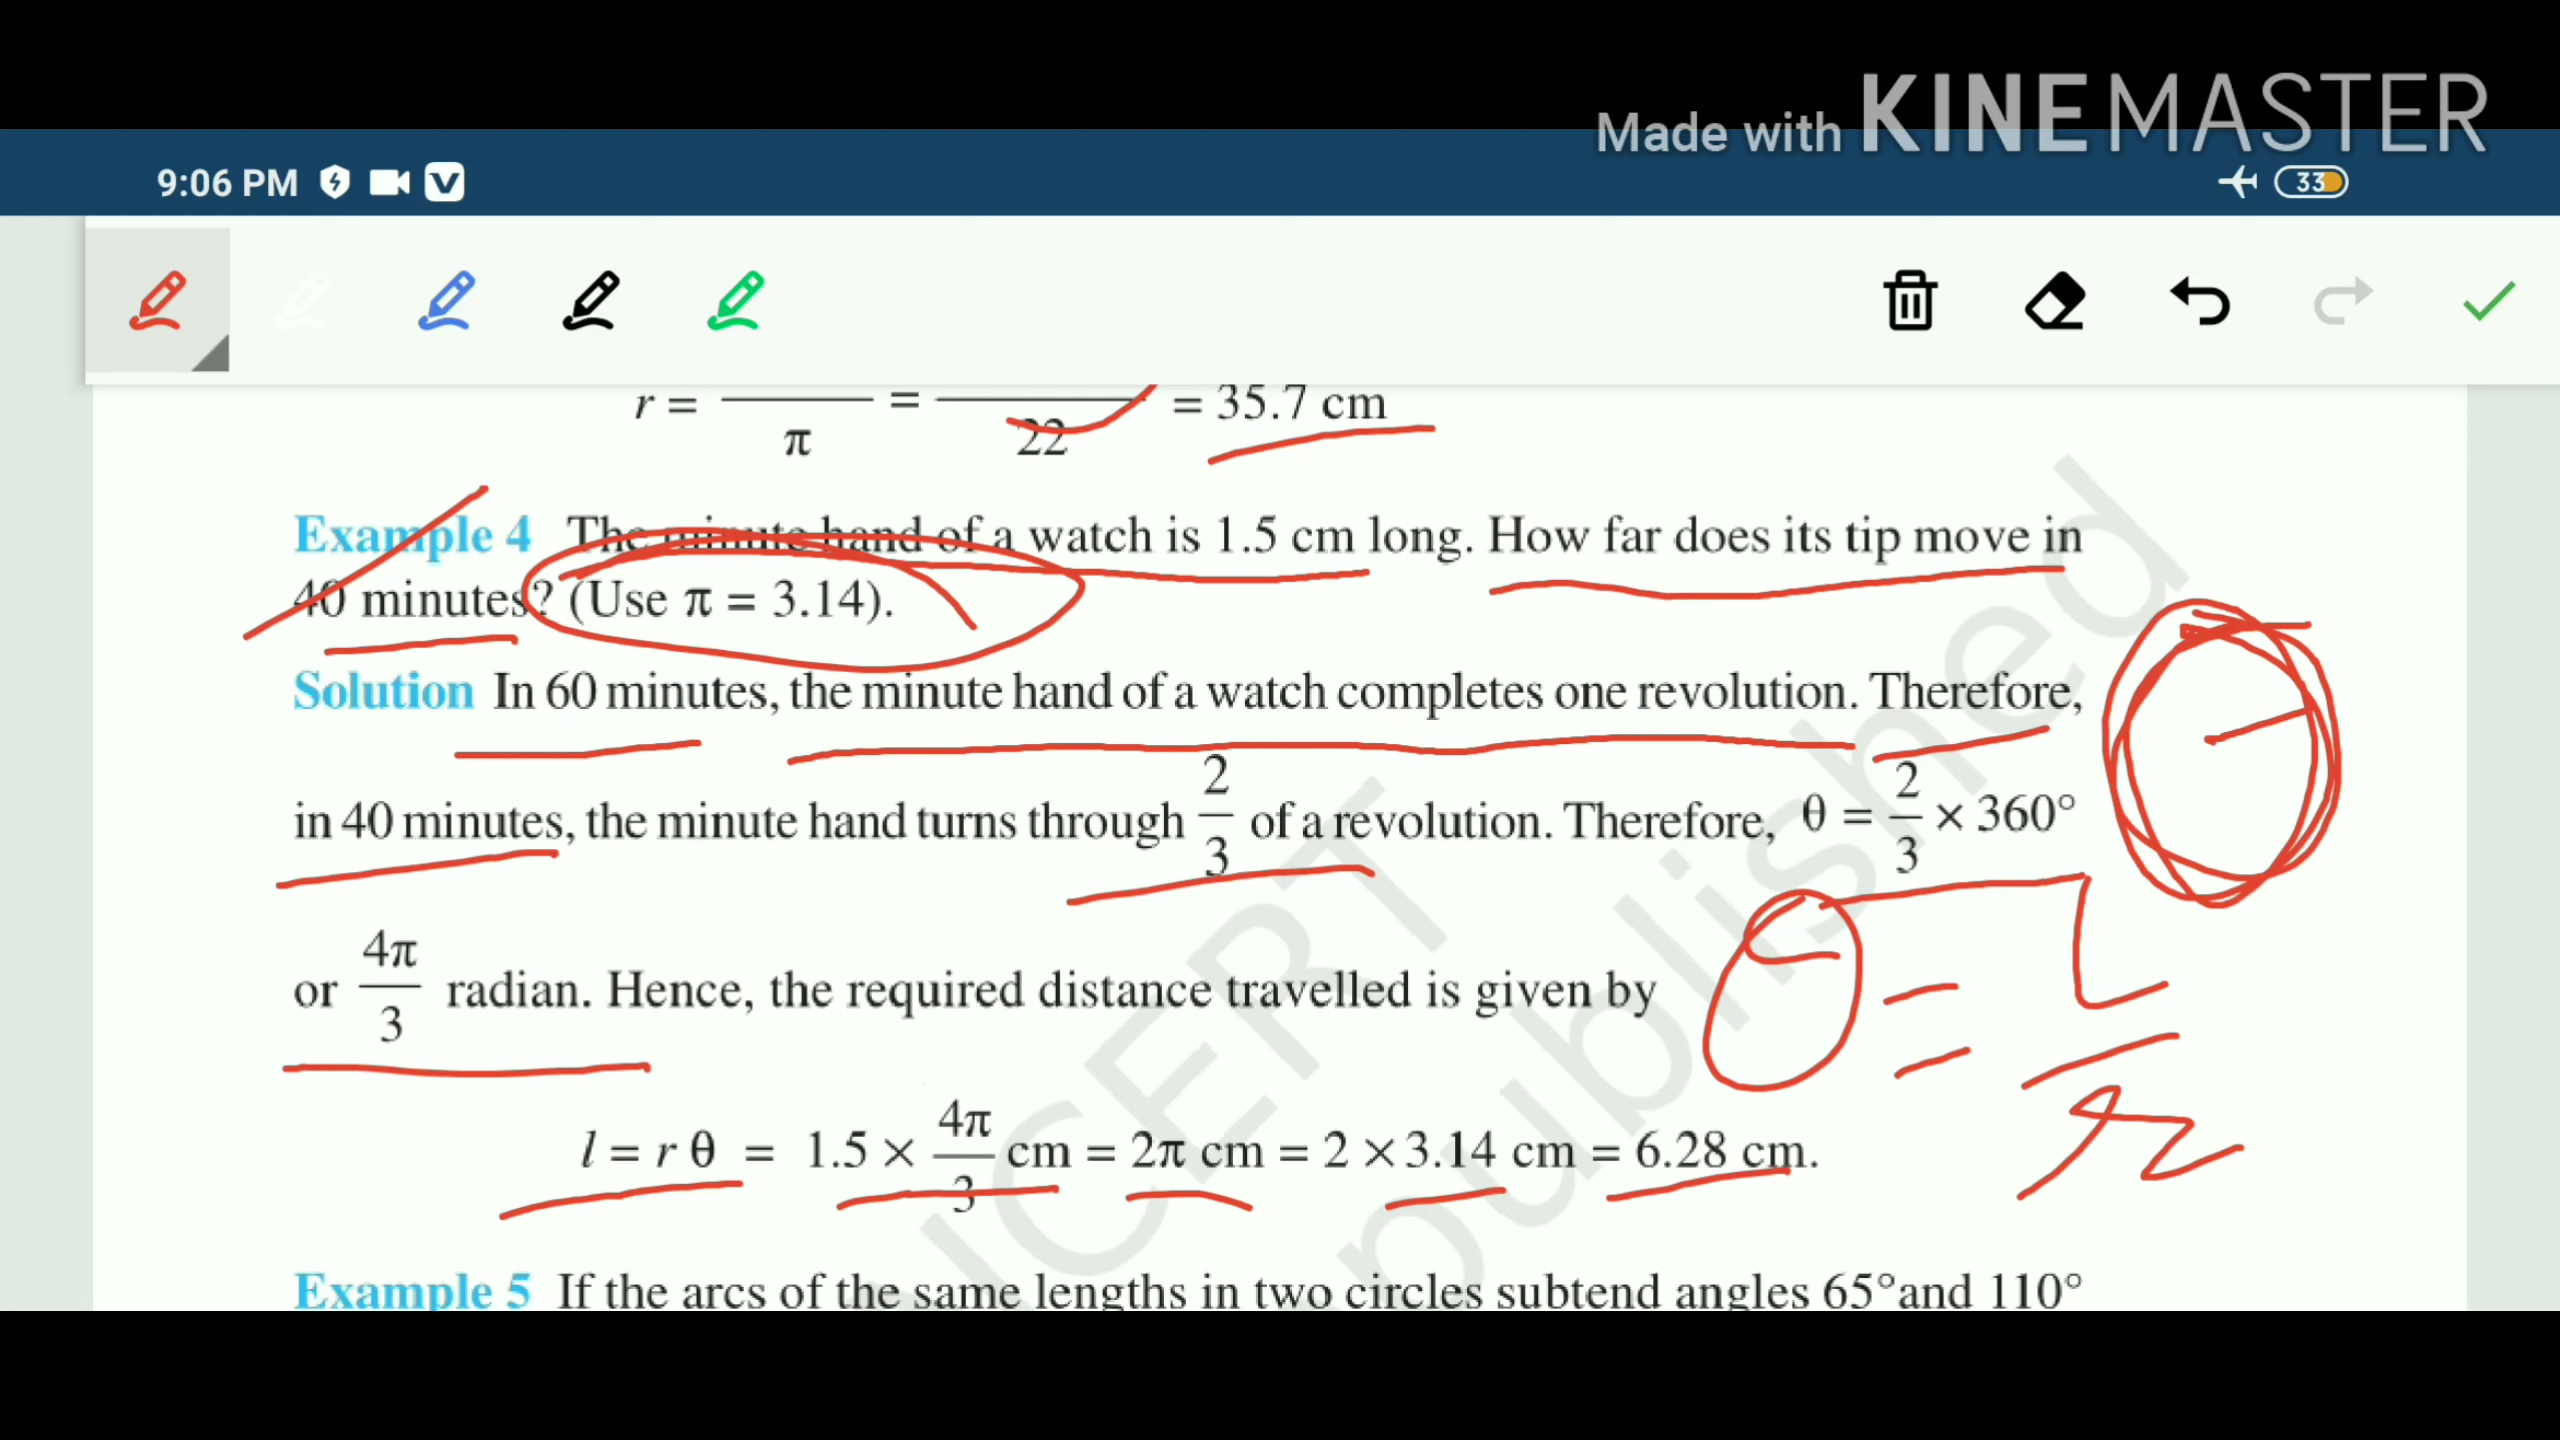 Made with KINEMASTER
9:06 PM
33
r = ― = ― = 35.7 cm
π 22
Example 4 The minute hand of a watch is 1.5 cm long. How far does its tip move in
40 minutes? (Use π = 3.14).
Solution In 60 minutes, the minute hand of a watch completes one revolution. Therefore,
in 40 minutes, the minute hand turns through 2/3 of a revolution. Therefore, θ = 2/3 × 360°
or 4π/3 radian. Hence, the required distance travelled is given by
θ = l/r
l = r θ = 1.5 × 4π/3 cm = 2π cm = 2 × 3.14 cm = 6.28 cm.
Example 5 If the arcs of the same lengths in two circles subtend angles 65°and 110°
NCERT
published